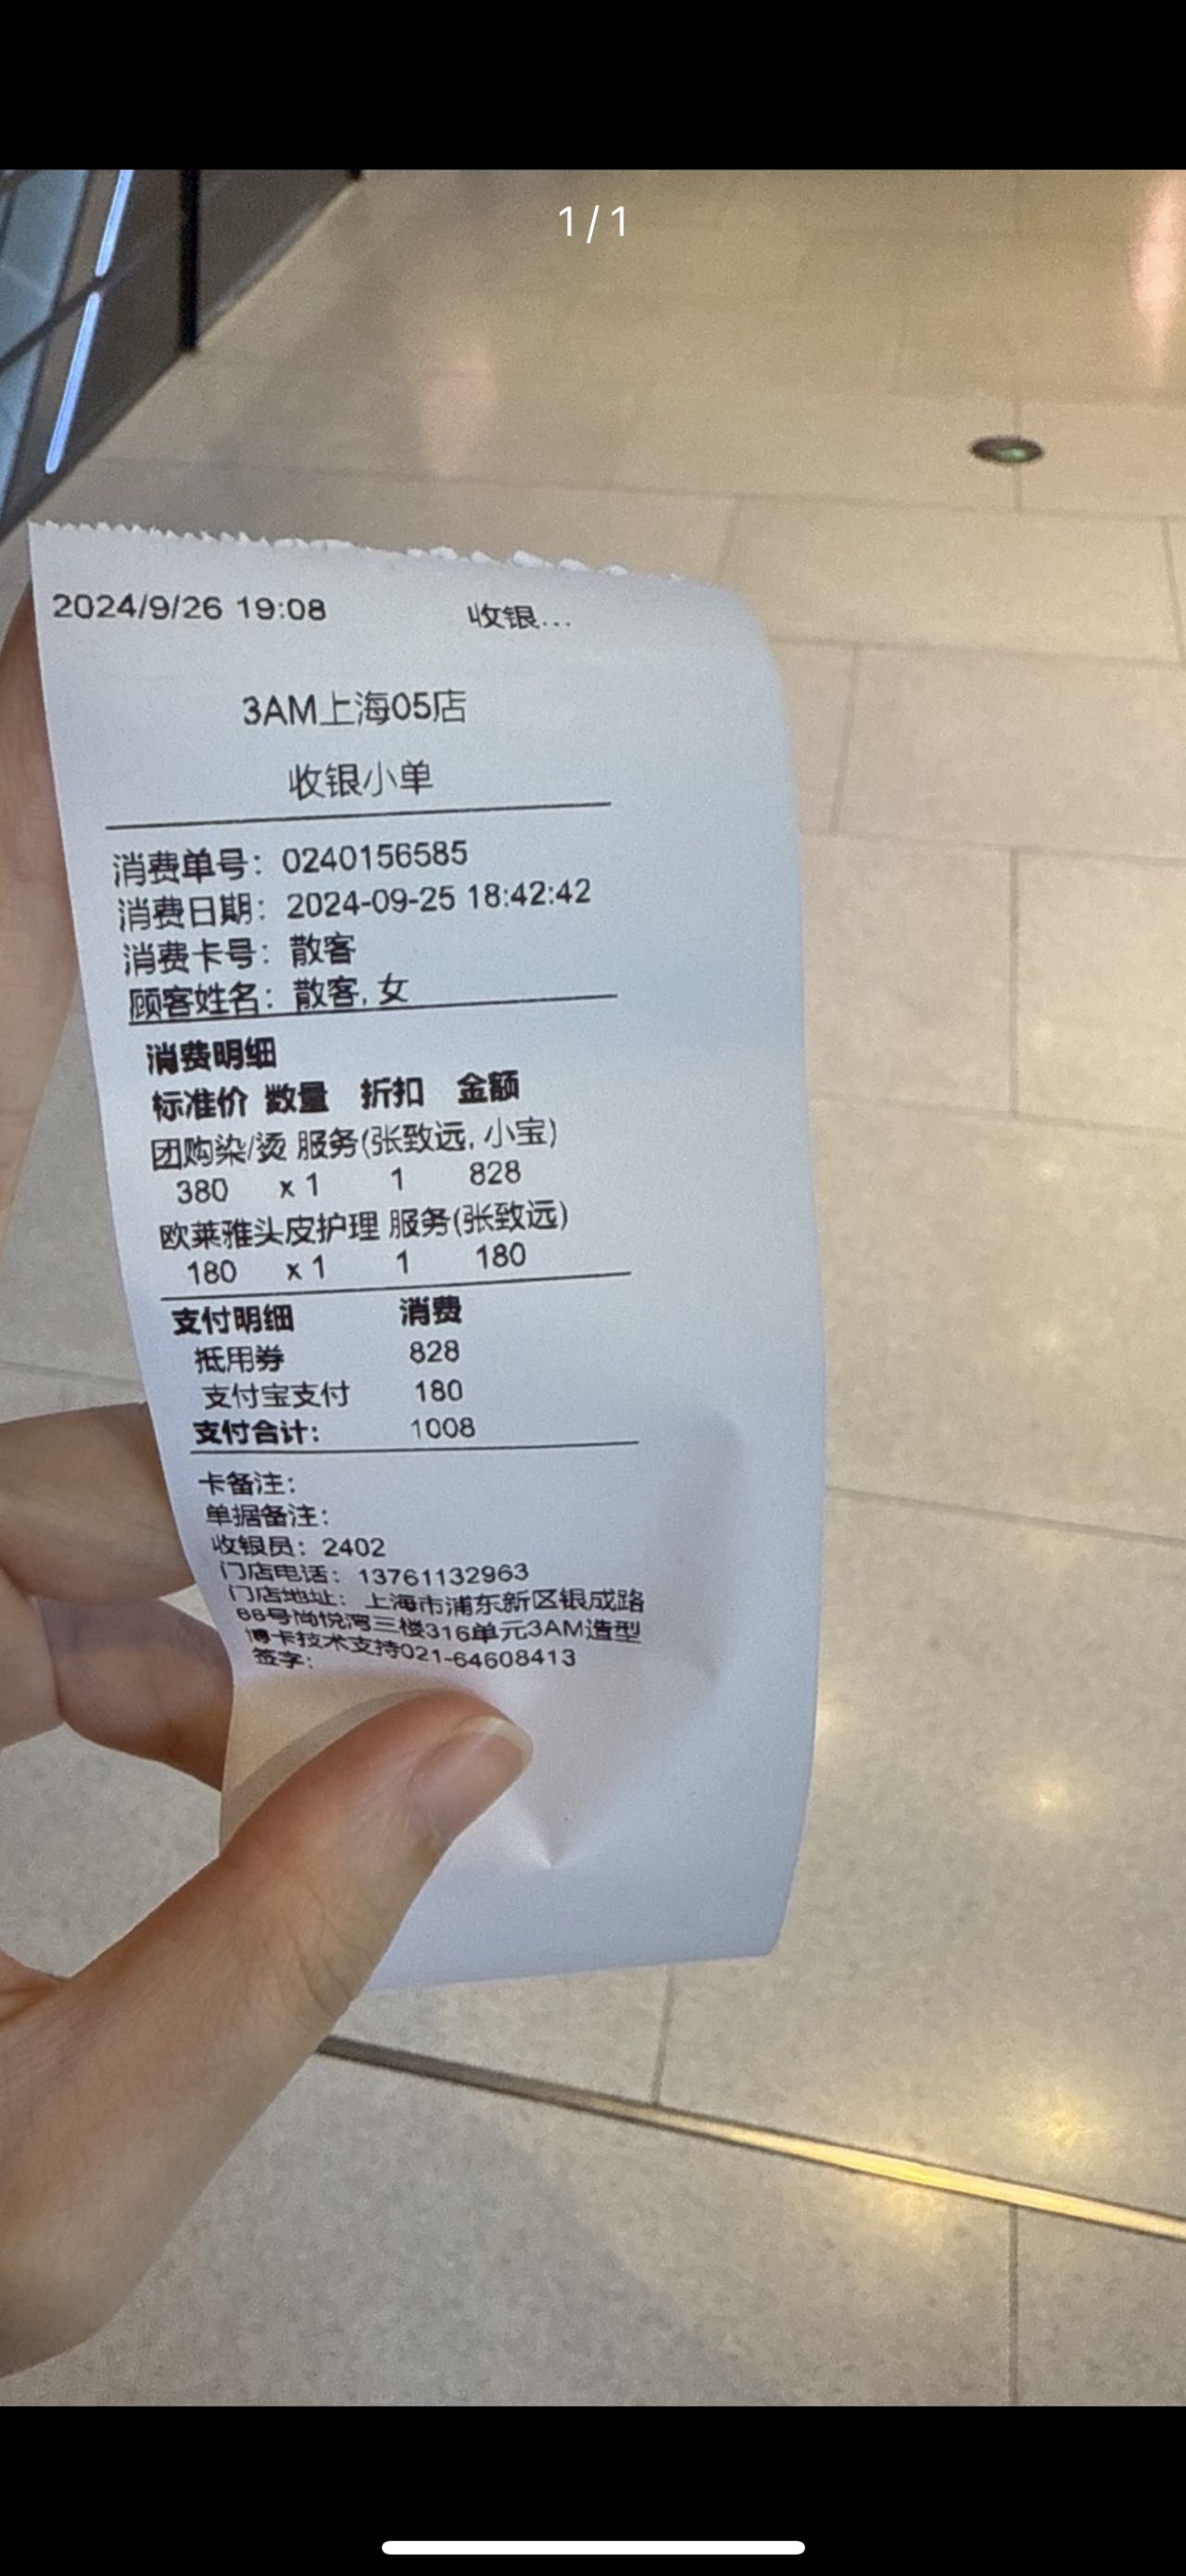 1/1
2024/9/26 19:08 收银...
3AM上海05店
收银小单
消费单号：0240156585
消费日期：2024-09-25 18:42:42
消费卡号：散客
顾客姓名：散客, 女
消费明细
标准价 数量 折扣 金额
团购染/烫 服务(张致远, 小宝)
380 x 1 1 828
欧莱雅头皮护理 服务(张致远)
180 x 1 1 180
支付明细 消费
抵用券 828
支付宝支付 180
支付合计: 1008
卡备注:
单据备注:
收银员: 2402
门店电话: 13761132963
门店地址: 上海市浦东新区银成路
66号尚悦湾三楼316单元3AM造型
博卡技术支持021-64608413
签字: